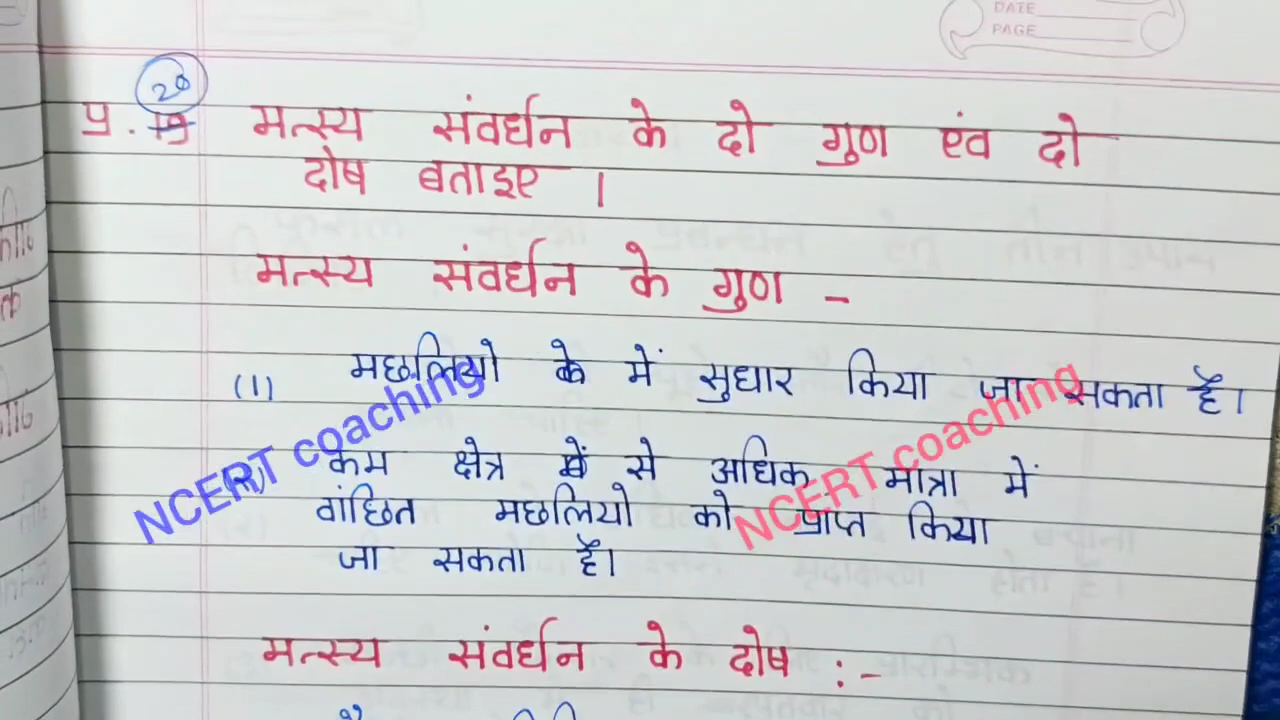 DATE
PAGE
20
प्र. 19 मत्स्य संवर्धन के दो गुण एंव दो
दोष बताइए ।
मत्स्य संवर्धन के गुण -
(1) मछलियो के में सुधार किया जा सकता है।
कम क्षेत्र में से अधिक मात्रा में
वांछित मछलियो को प्राप्त किया
जा सकता है।
मत्स्य संवर्धन के दोष :-
NCERT coaching
NCERT coaching